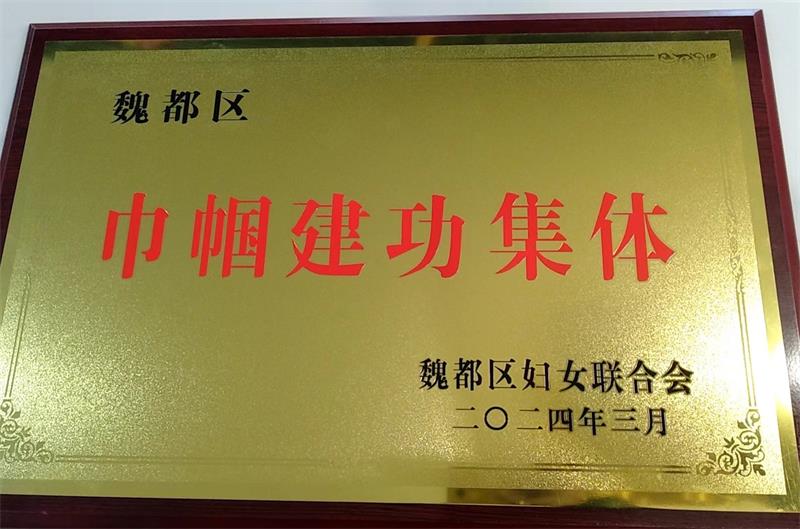 魏都区
巾帼建功集体
魏都区妇女联合会
二〇二四年三月